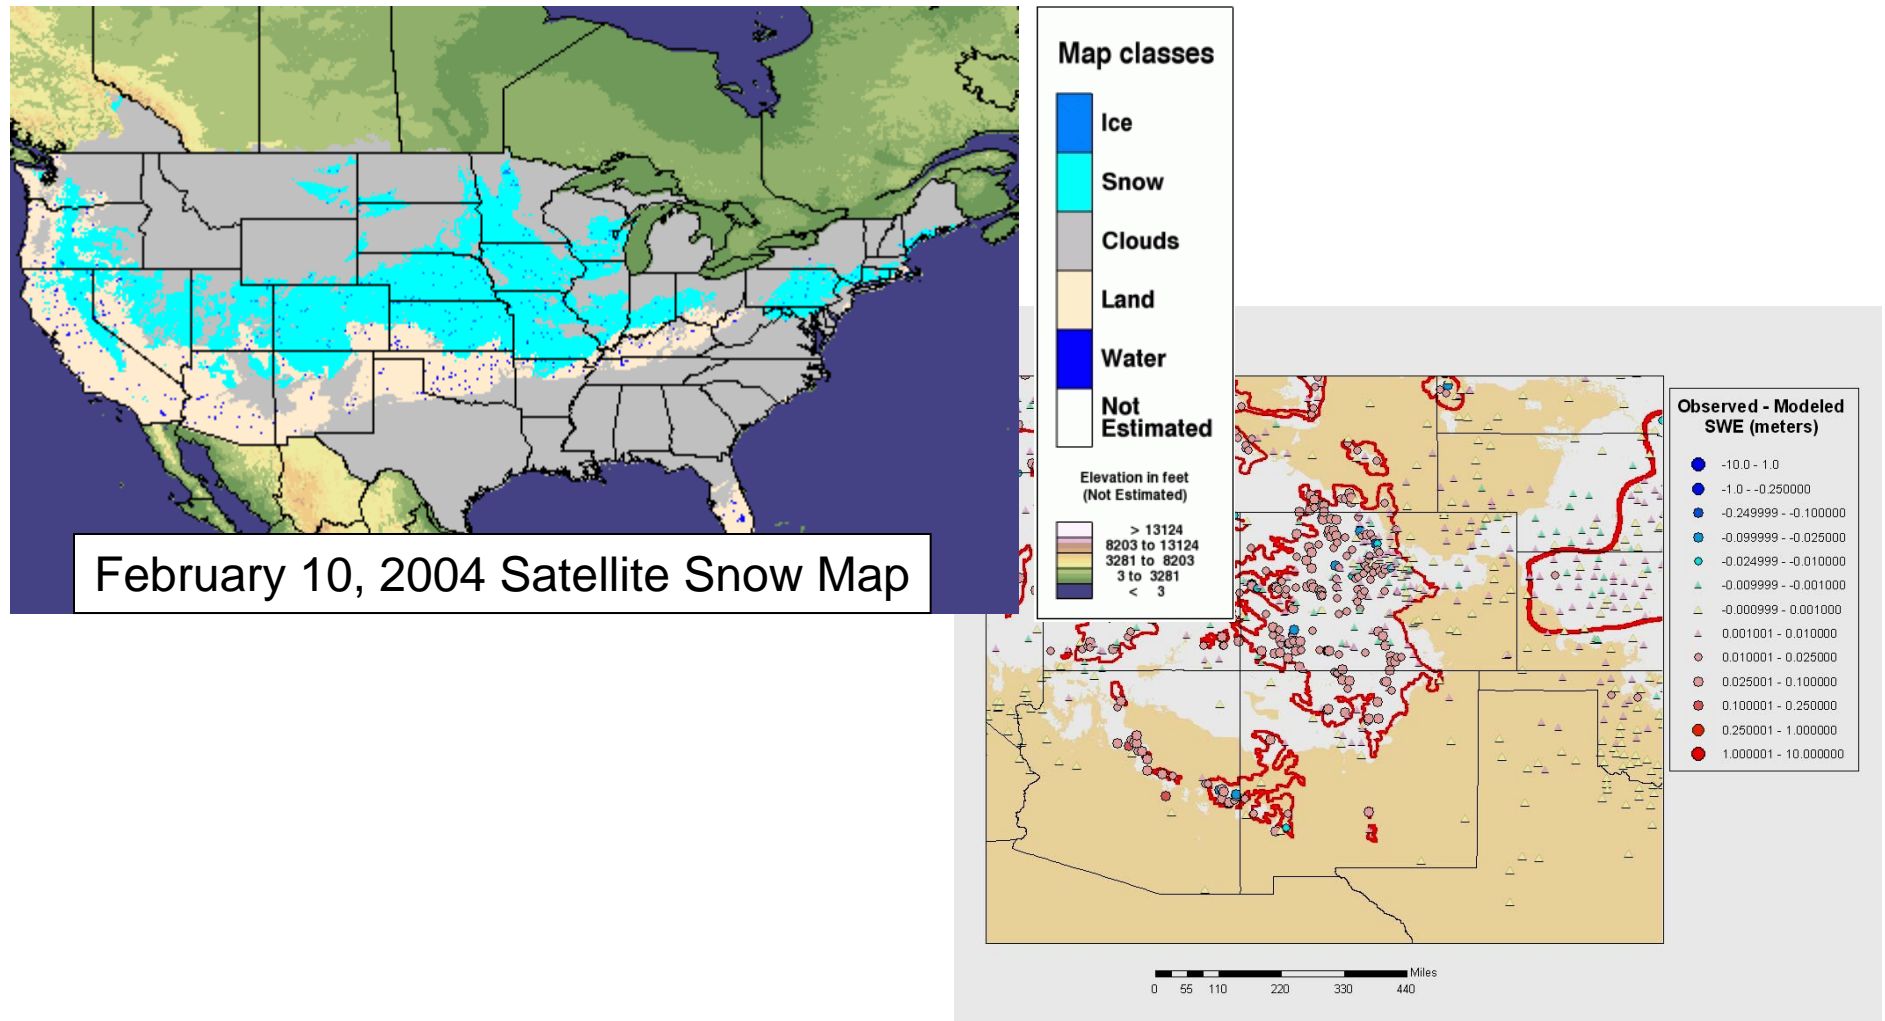 Map classes
Ice
Snow
Clouds
Land
Water
Not
Estimated
Elevation in feet
(Not Estimated)
> 13124
8203 to 13124
3281 to 8203
3 to 3281
< 3
February 10, 2004 Satellite Snow Map
Observed - Modeled
SWE (meters)
-10.0 - 1.0
-1.0 - -0.250000
-0.249999 - -0.100000
-0.099999 - -0.025000
-0.024999 - -0.010000
-0.009999 - -0.001000
-0.000999 - 0.001000
0.001001 - 0.010000
0.010001 - 0.025000
0.025001 - 0.100000
0.100001 - 0.250000
0.250001 - 1.000000
1.000001 - 10.000000
Miles
0 55 110 220 330 440